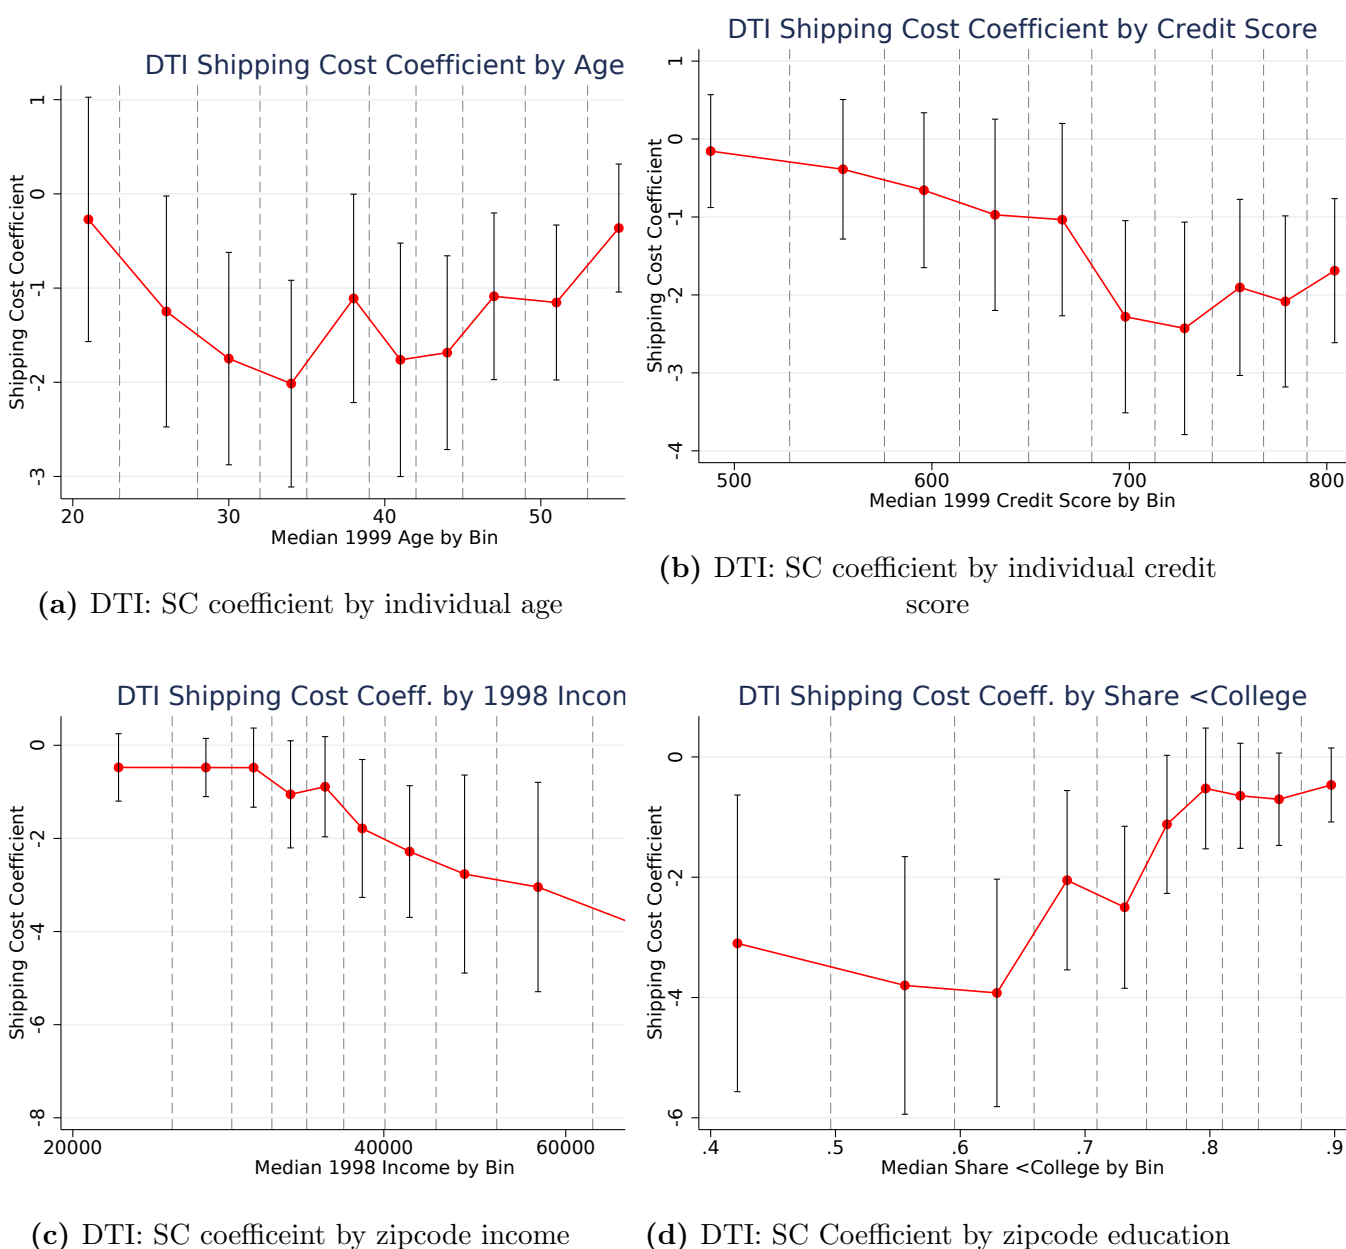 DTI Shipping Cost Coefficient by Age
Shipping Cost Coefficient
1
0
-1
-2
-3
20 30 40 50
Median 1999 Age by Bin
(a) DTI: SC coefficient by individual age
DTI Shipping Cost Coefficient by Credit Score
Shipping Cost Coefficient
1
0
-1
-2
-3
-4
500 600 700 800
Median 1999 Credit Score by Bin
(b) DTI: SC coefficient by individual credit
score
DTI Shipping Cost Coeff. by 1998 Incon
Shipping Cost Coefficient
0
-2
-4
-6
-8
20000 40000 60000
Median 1998 Income by Bin
(c) DTI: SC coefficeint by zipcode income
DTI Shipping Cost Coeff. by Share <College
Shipping Cost Coefficient
0
-2
-4
-6
.4 .5 .6 .7 .8 .9
Median Share <College by Bin
(d) DTI: SC Coefficient by zipcode education